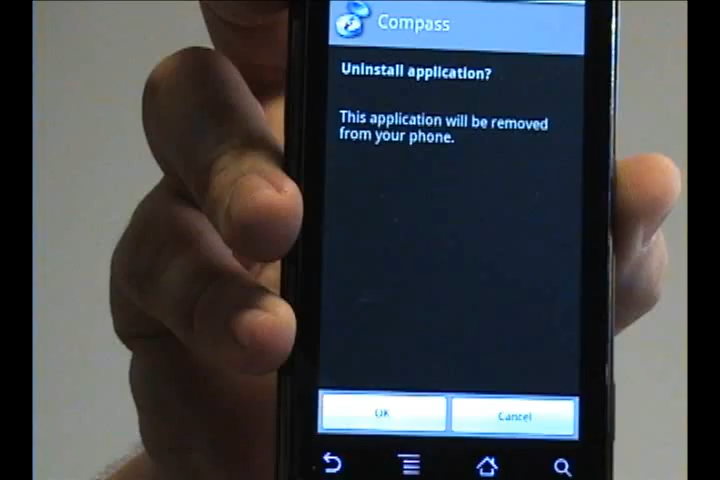 Compass
Uninstall application?
This application will be removed
from your phone.
OK
Cancel